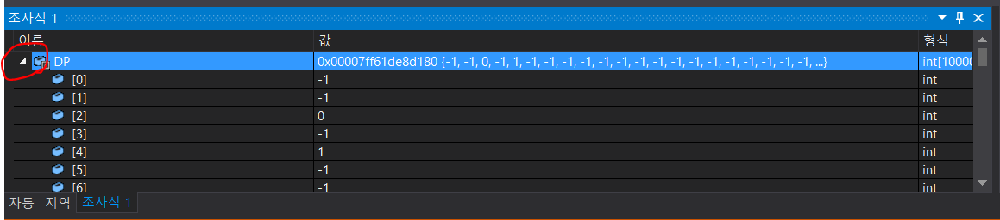 조사식 1
이름 값 형식
DP 0x00007ff61de8d180 {-1, -1, 0, -1, 1, -1, -1, -1, -1, -1, -1, -1, -1, -1, -1, -1, -1, -1, -1, -1, ...} int[10000
[0] -1 int
[1] -1 int
[2] 0 int
[3] -1 int
[4] 1 int
[5] -1 int
[6] -1 int
자동 지역 조사식 1